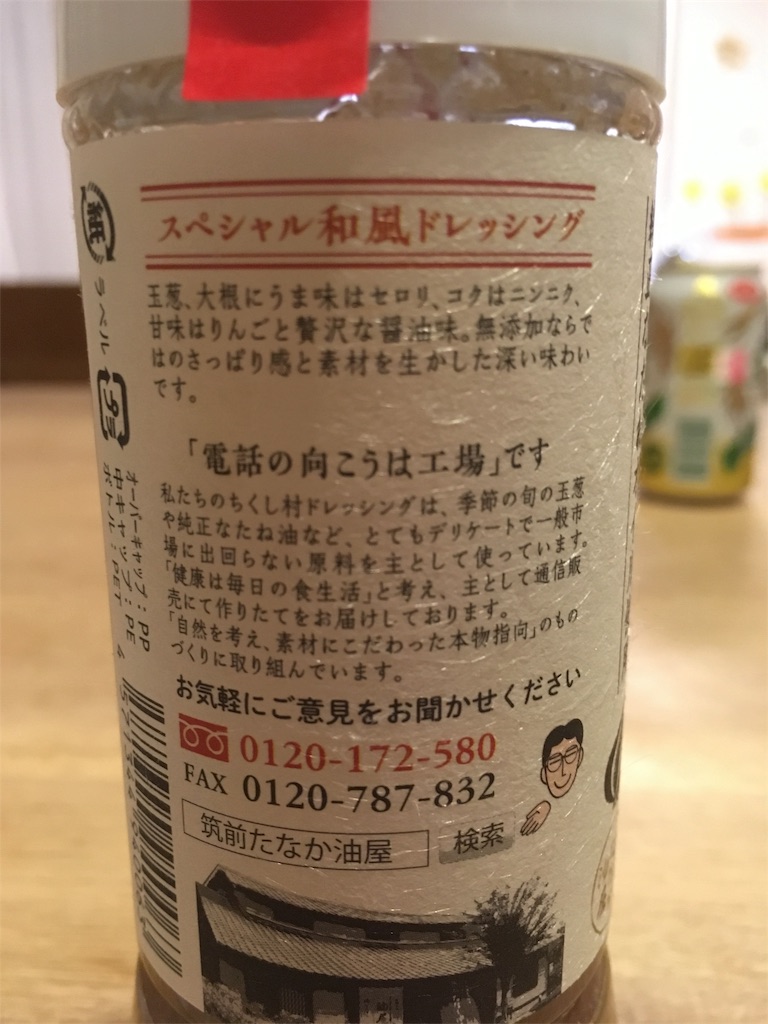 スペシャル和風ドレッシング
玉葱、大根にうま味はセロリ、コクはニンニク、
甘味はりんごと贅沢な醤油味。無添加ならで
はのさっぱり感と素材を生かした深い味わい
です。
「電話の向こうは工場」です
私たちのちくし村ドレッシングは、季節の旬の玉葱
や純正なたね油など、とてもデリケートで一般市
場に出回らない原料を主として使っています。
「健康は毎日の食生活」と考え、主として通信販
売にて作りたてをお届けしております。
「自然を考え、素材にこだわった本物指向」のもの
づくりに取り組んでいます。
お気軽にご意見をお聞かせください
0120-172-580
FAX 0120-787-832
筑前たなか油屋 検索
ラベル
オーバーキャップ：PP
中キャップ：PE
ボトル：PET